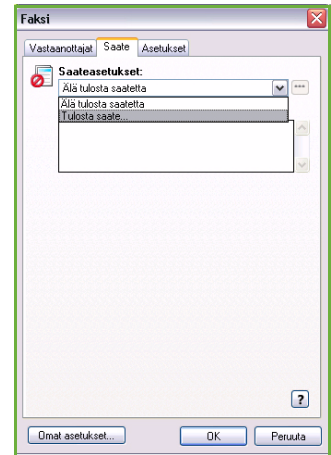 Faksi
Vastaanottajat Saate Asetukset
Saateasetukset:
Älä tulosta saatetta
Älä tulosta saatetta
Tulosta saate...
?
Omat asetukset... OK Peruuta